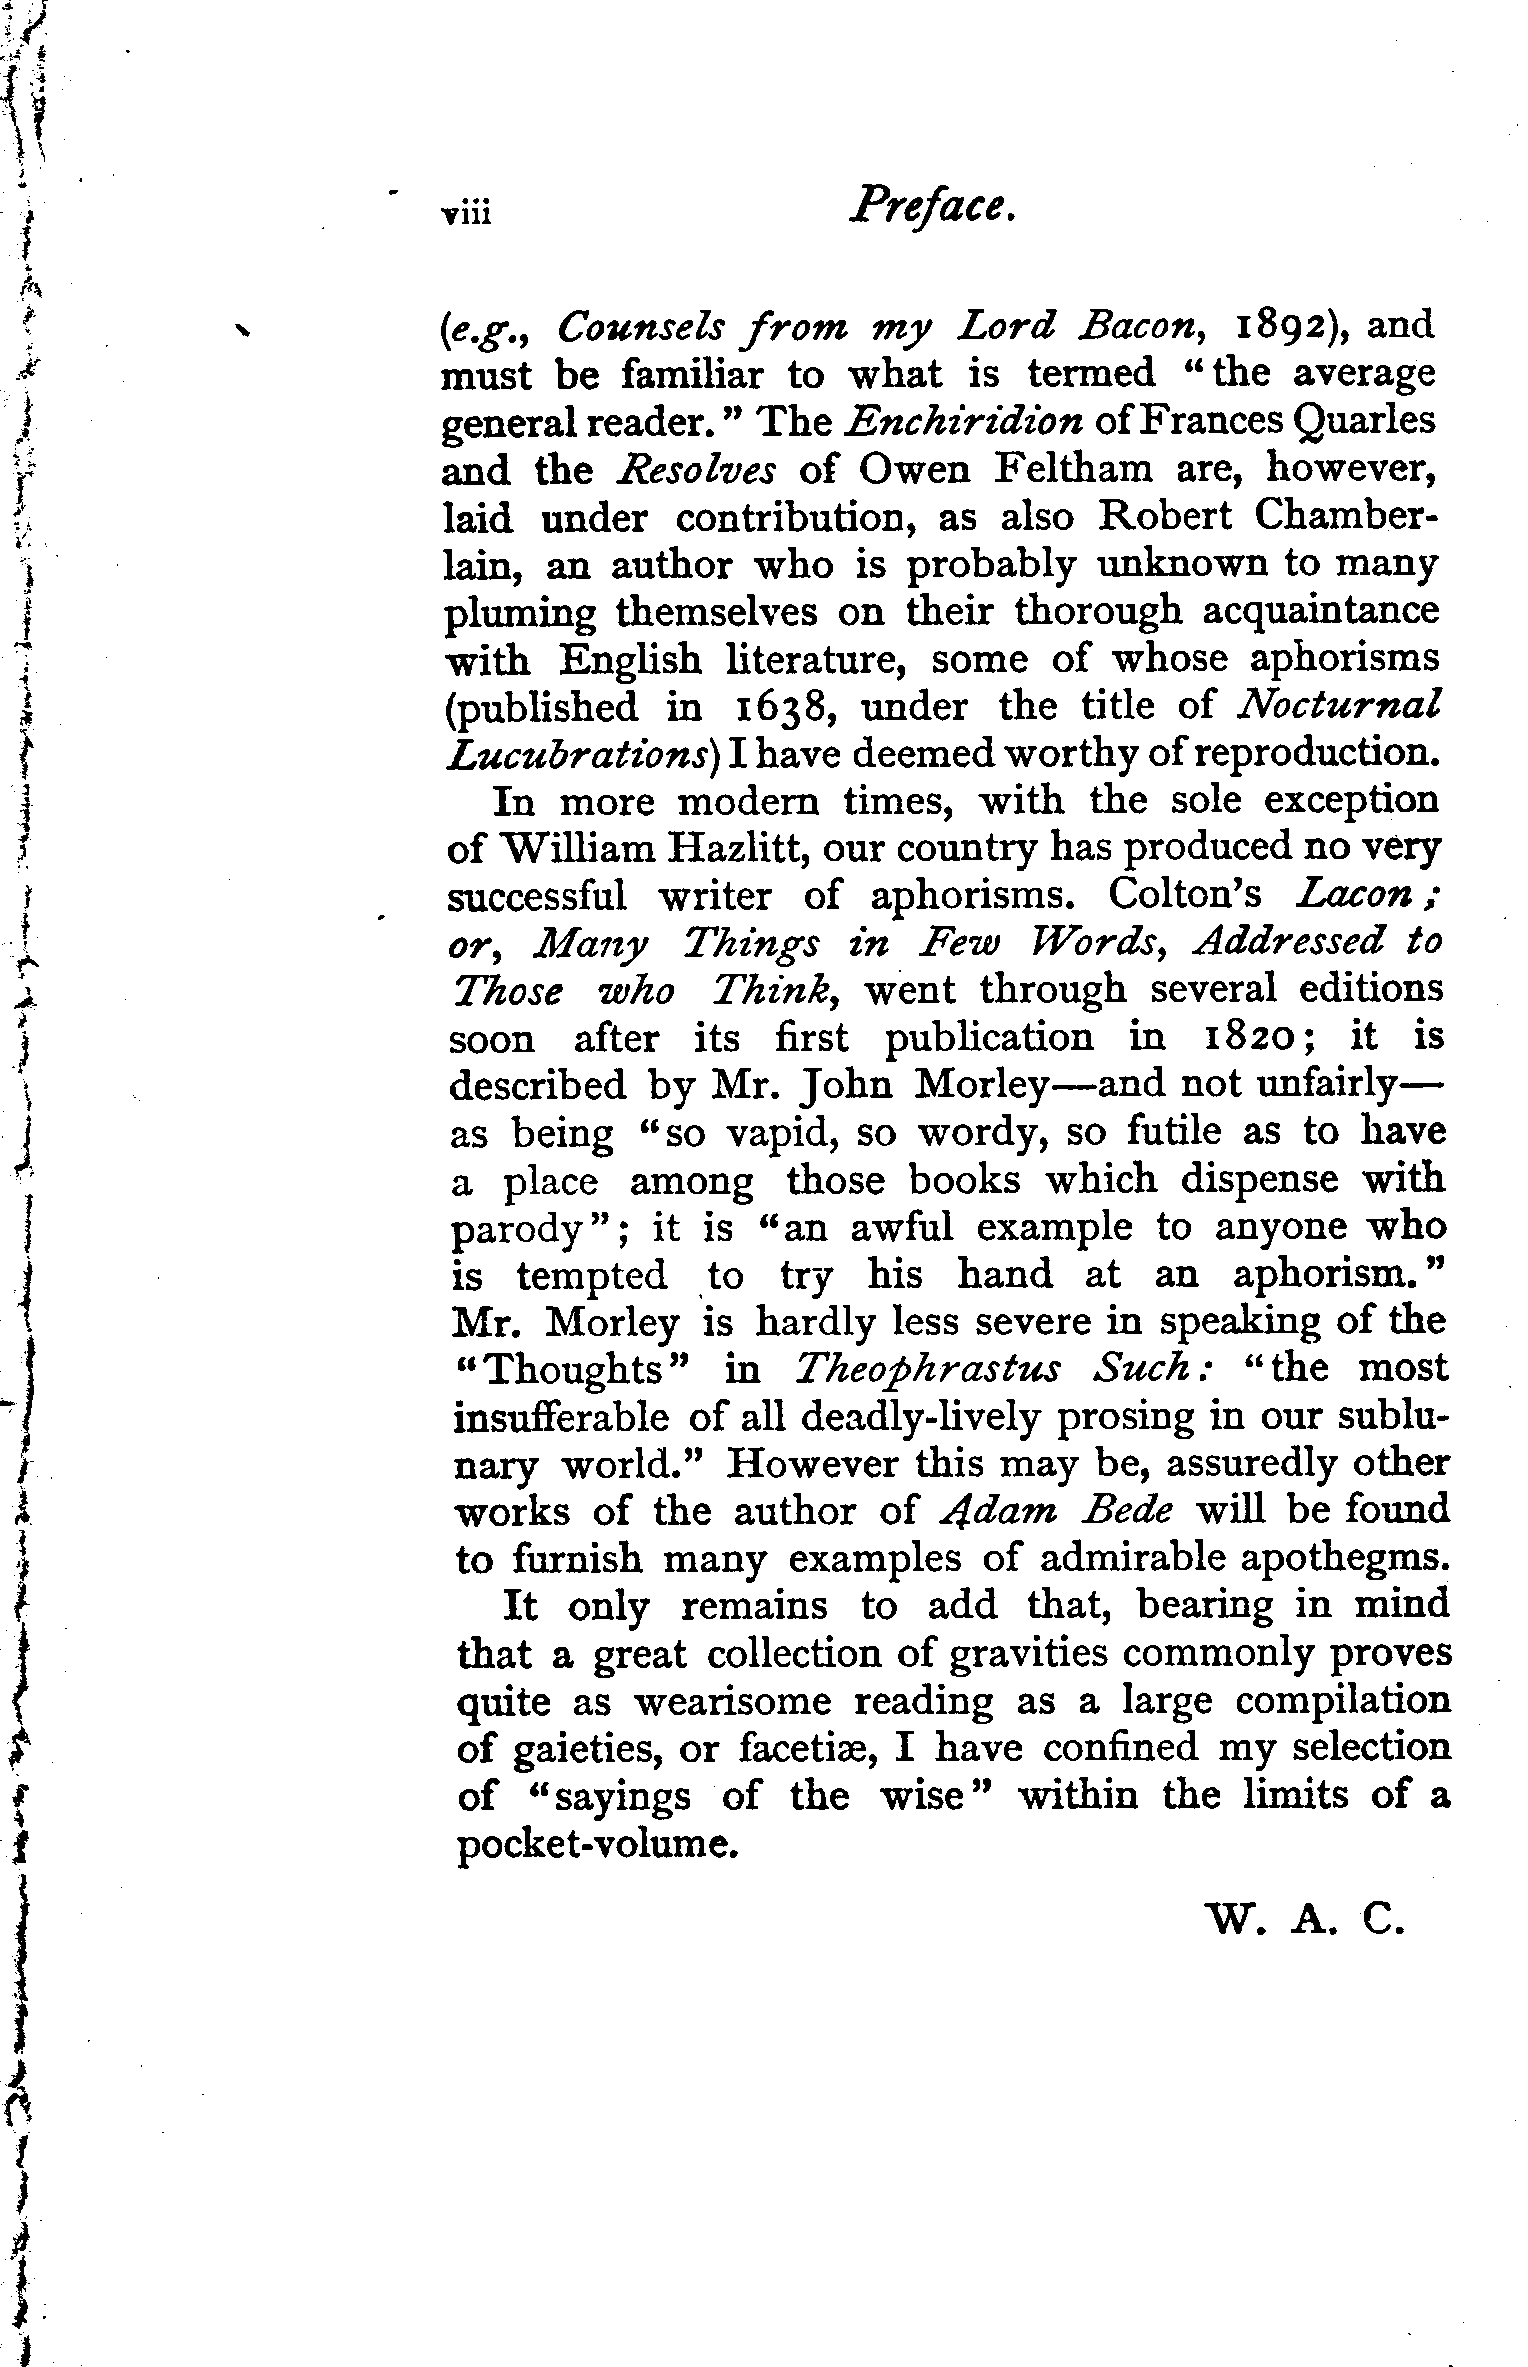 viii Preface.
(e.g., Counsels from my Lord Bacon, 1892), and
must be familiar to what is termed “the average
general reader.” The Enchiridion of Frances Quarles
and the Resolves of Owen Feltham are, however,
laid under contribution, as also Robert Chamber-
lain, an author who is probably unknown to many
pluming themselves on their thorough acquaintance
with English literature, some of whose aphorisms
(published in 1638, under the title of Nocturnal
Lucubrations) I have deemed worthy of reproduction.
In more modern times, with the sole exception
of William Hazlitt, our country has produced no very
successful writer of aphorisms. Colton’s Lacon;
or, Many Things in Few Words, Addressed to
Those who Think, went through several editions
soon after its first publication in 1820; it is
described by Mr. John Morley—and not unfairly—
as being “so vapid, so wordy, so futile as to have
a place among those books which dispense with
parody”; it is “an awful example to anyone who
is tempted to try his hand at an aphorism.”
Mr. Morley is hardly less severe in speaking of the
“Thoughts” in Theophrastus Such: “the most
insufferable of all deadly-lively prosing in our sublu-
nary world.” However this may be, assuredly other
works of the author of Adam Bede will be found
to furnish many examples of admirable apothegms.
It only remains to add that, bearing in mind
that a great collection of gravities commonly proves
quite as wearisome reading as a large compilation
of gaieties, or facetiæ, I have confined my selection
of “sayings of the wise” within the limits of a
pocket-volume.
W. A. C.